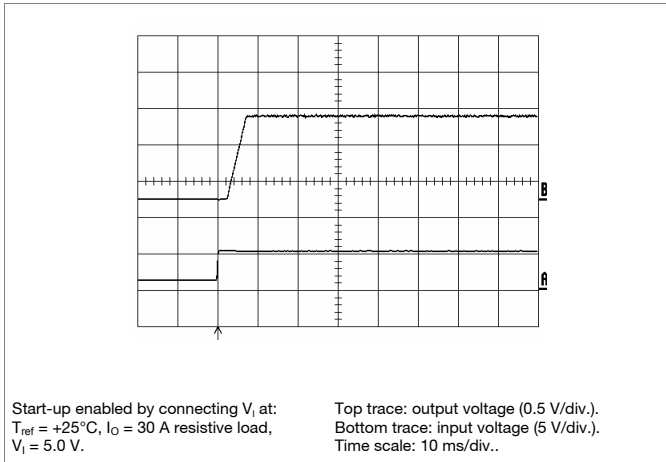 B
A
Start-up enabled by connecting VI at:
Tref = +25°C, IO = 30 A resistive load,
VI = 5.0 V.
Top trace: output voltage (0.5 V/div.).
Bottom trace: input voltage (5 V/div.).
Time scale: 10 ms/div..